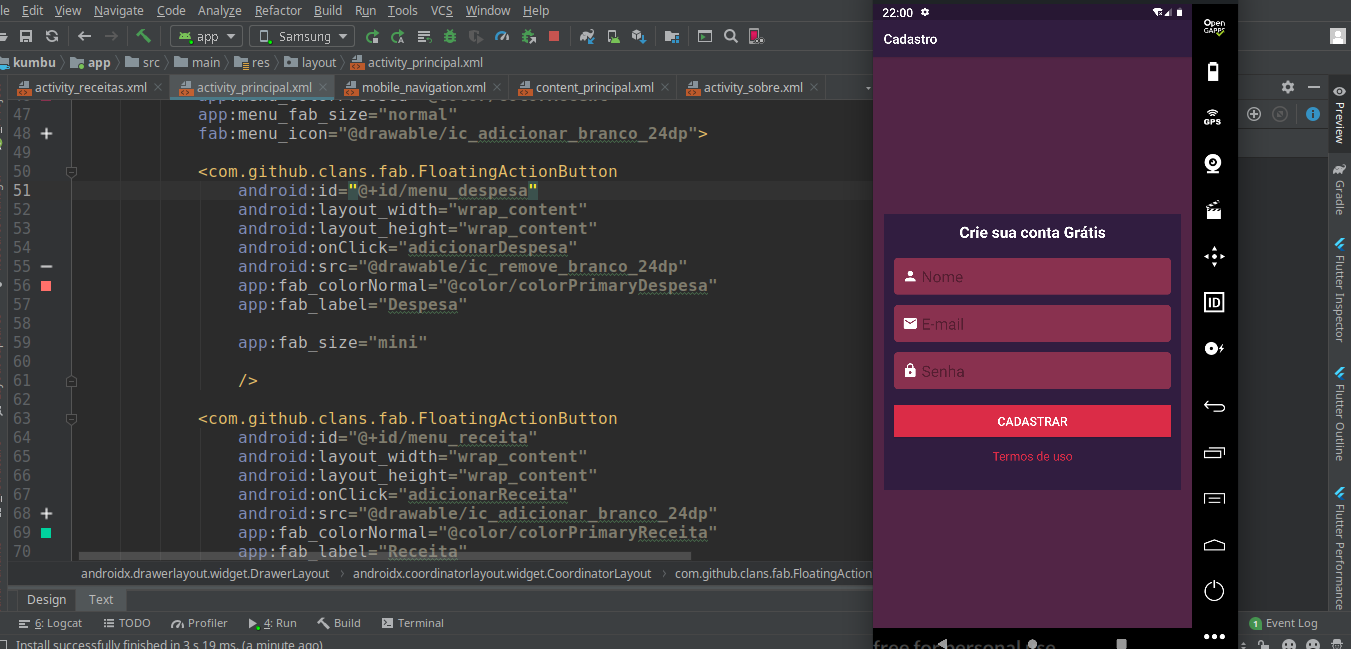 le Edit View Navigate Code Analyze Refactor Build Run Tools VCS Window Help
app Samsung
kumbu app src main res layout activity_principal.xml
activity_receitas.xml activity_principal.xml mobile_navigation.xml content_principal.xml activity_sobre.xml
47 app:menu_fab_size="normal"
48 fab:menu_icon="@drawable/ic_adicionar_branco_24dp">
49
50 <com.github.clans.fab.FloatingActionButton
51 android:id="@+id/menu_despesa"
52 android:layout_width="wrap_content"
53 android:layout_height="wrap_content"
54 android:onClick="adicionarDespesa"
55 android:src="@drawable/ic_remove_branco_24dp"
56 app:fab_colorNormal="@color/colorPrimaryDespesa"
57 app:fab_label="Despesa"
58
59 app:fab_size="mini"
60
61 />
62
63 <com.github.clans.fab.FloatingActionButton
64 android:id="@+id/menu_receita"
65 android:layout_width="wrap_content"
66 android:layout_height="wrap_content"
67 android:onClick="adicionarReceita"
68 android:src="@drawable/ic_adicionar_branco_24dp"
69 app:fab_colorNormal="@color/colorPrimaryReceita"
70 app:fab_label="Receita"
androidx.drawerlayout.widget.DrawerLayout androidx.coordinatorlayout.widget.CoordinatorLayout com.github.clans.fab.FloatingAction
Design Text
6: Logcat TODO Profiler 4: Run Build Terminal
Install successfully finished in 3 s 19 ms. (a minute ago)
22:00
Cadastro
Crie sua conta Grátis
Nome
E-mail
Senha
CADASTRAR
Termos de uso
free for personal use
Open
GAPPS
GPS
ID
Preview
Gradle
Flutter Inspector
Flutter Outline
Flutter Performance
1 Event Log